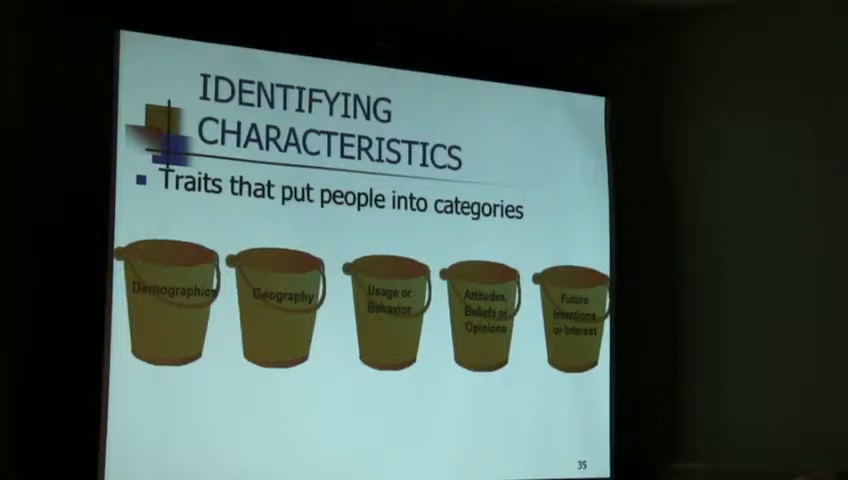 IDENTIFYING
CHARACTERISTICS
Traits that put people into categories
Demographics
Geography
Usage or
Behavior
Attitudes,
Beliefs or
Opinions
Future
Intentions
or Interest
35